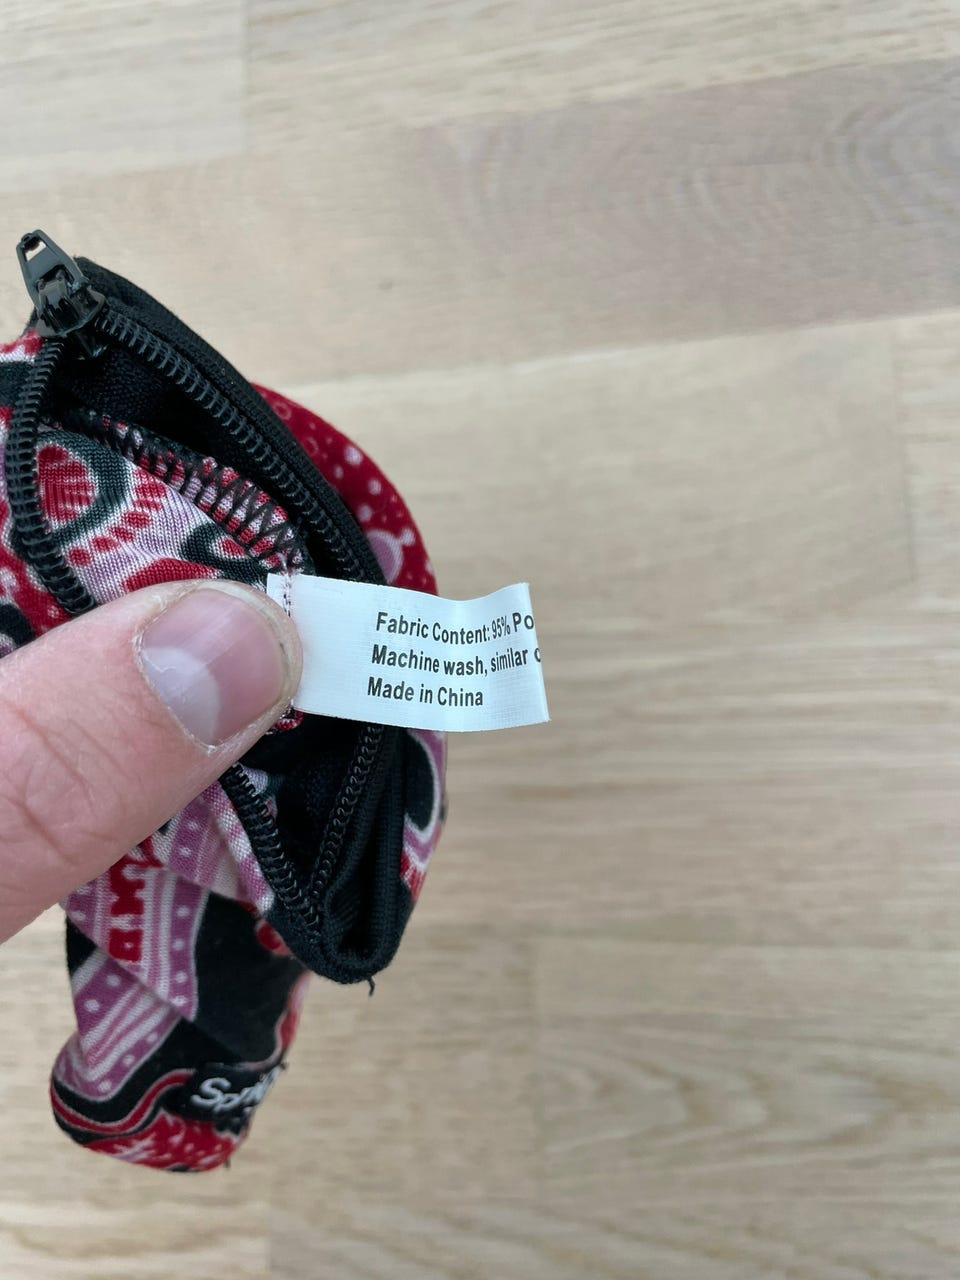 Fabric Content: 95% Po
Machine wash, similar c
Made in China